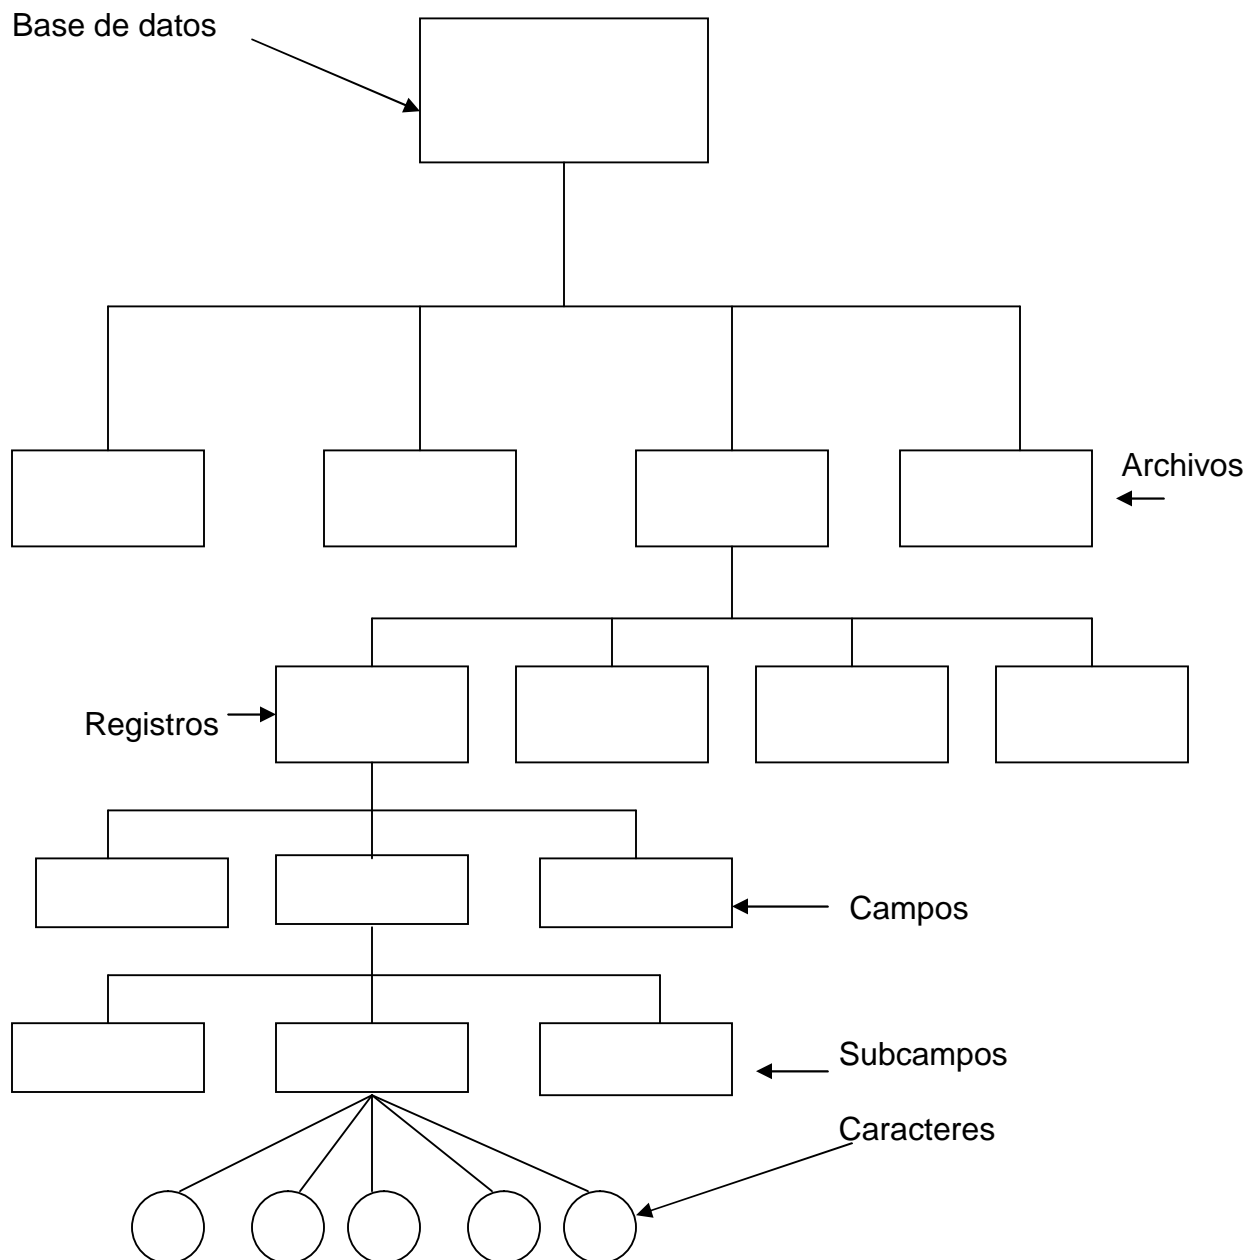 Base de datos
Archivos
Registros
Campos
Subcampos
Caracteres